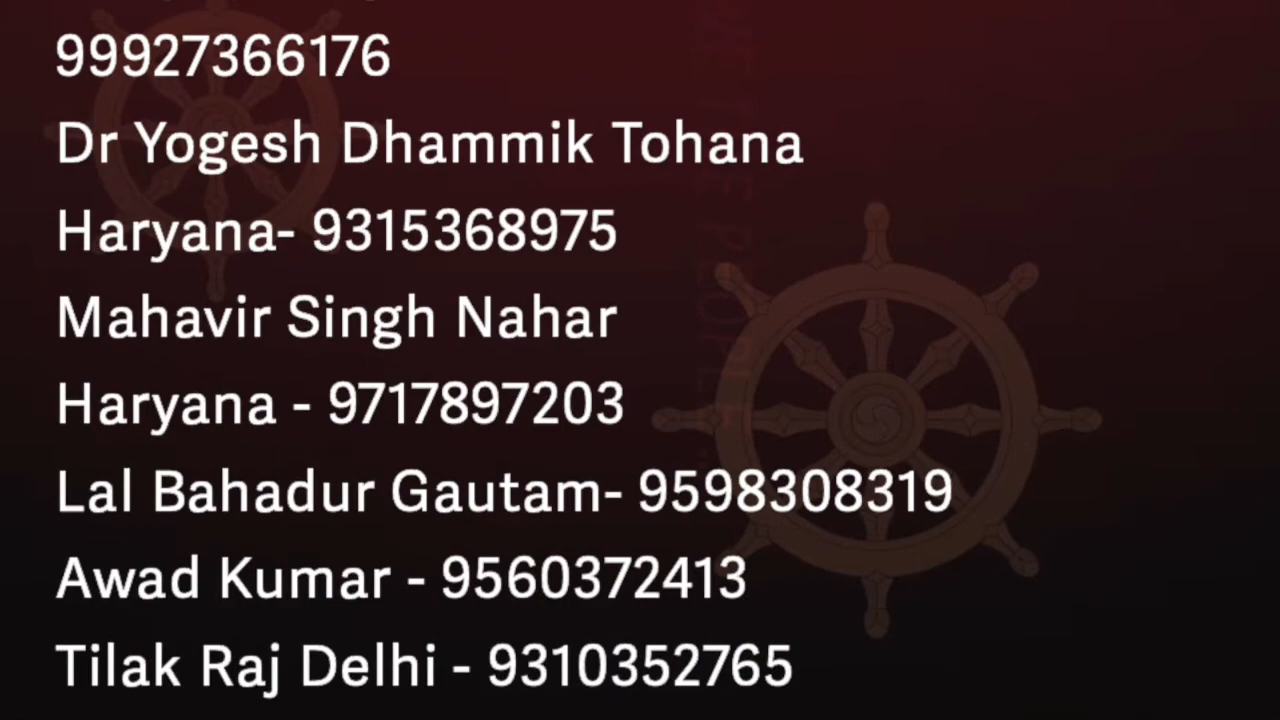 99927366176
Dr Yogesh Dhammik Tohana
Haryana- 9315368975
Mahavir Singh Nahar
Haryana - 9717897203
Lal Bahadur Gautam- 9598308319
Awad Kumar - 9560372413
Tilak Raj Delhi - 9310352765